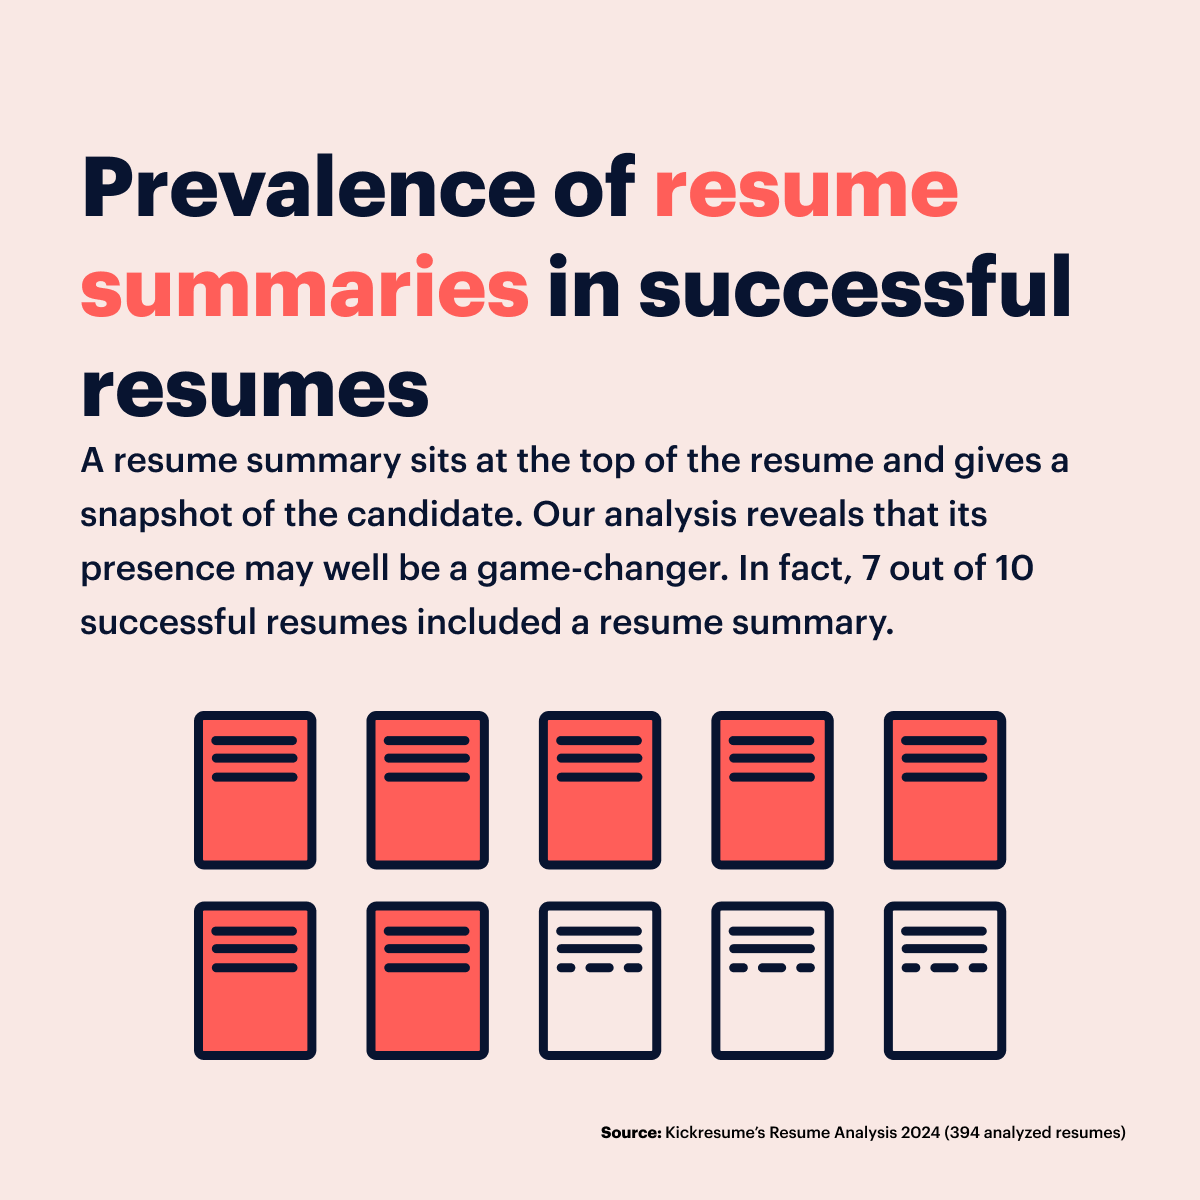 Prevalence of resume
summaries in successful
resumes
A resume summary sits at the top of the resume and gives a
snapshot of the candidate. Our analysis reveals that its
presence may well be a game-changer. In fact, 7 out of 10
successful resumes included a resume summary.
Source: Kickresume’s Resume Analysis 2024 (394 analyzed resumes)